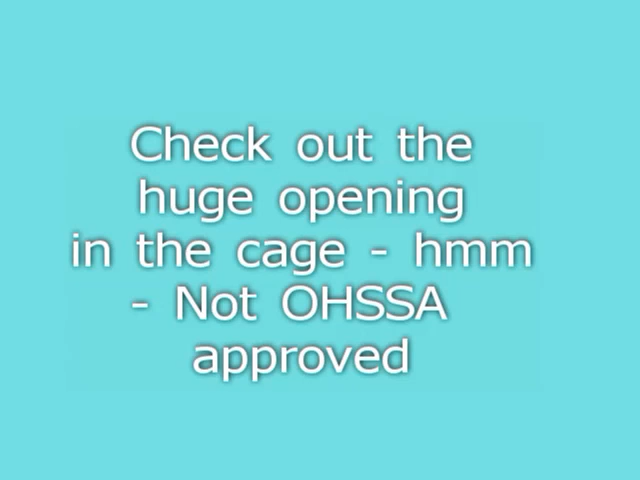 Check out the
huge opening
in the cage - hmm
- Not OHSSA
approved